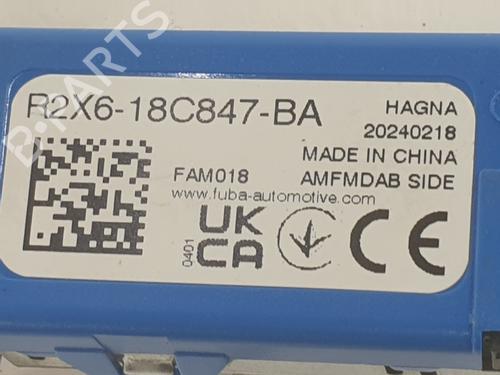 B-PARTS
R2X6-18C847-BA
HAGNA
20240218
MADE IN CHINA
FAM018
AMFMDAB SIDE
www.fuba-automotive.com
0401
UK
CA
CE